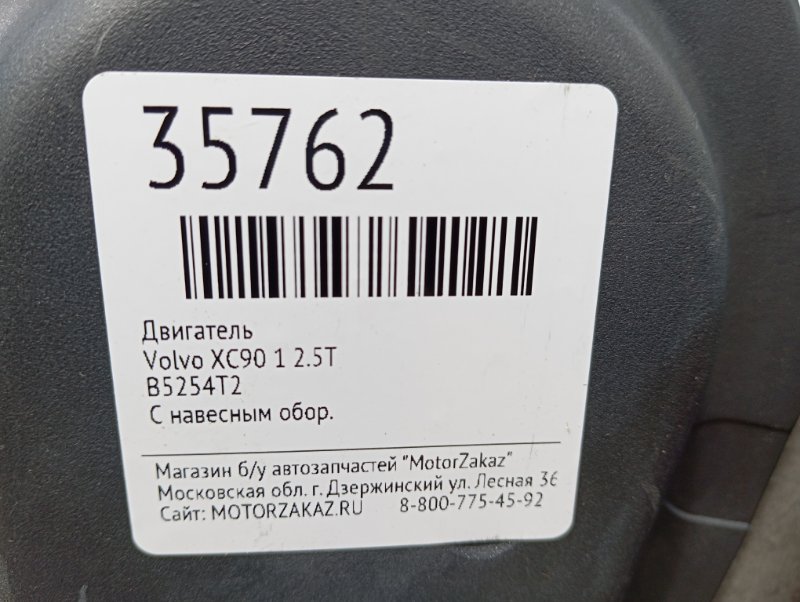 35762
Двигатель
Volvo XC90 1 2.5T
B5254T2
С навесным обор.
Магазин б/у автозапчастей "MotorZakaz"
Московская обл. г. Дзержинский ул. Лесная 36
Сайт: MOTORZAKAZ.RU 8-800-775-45-92